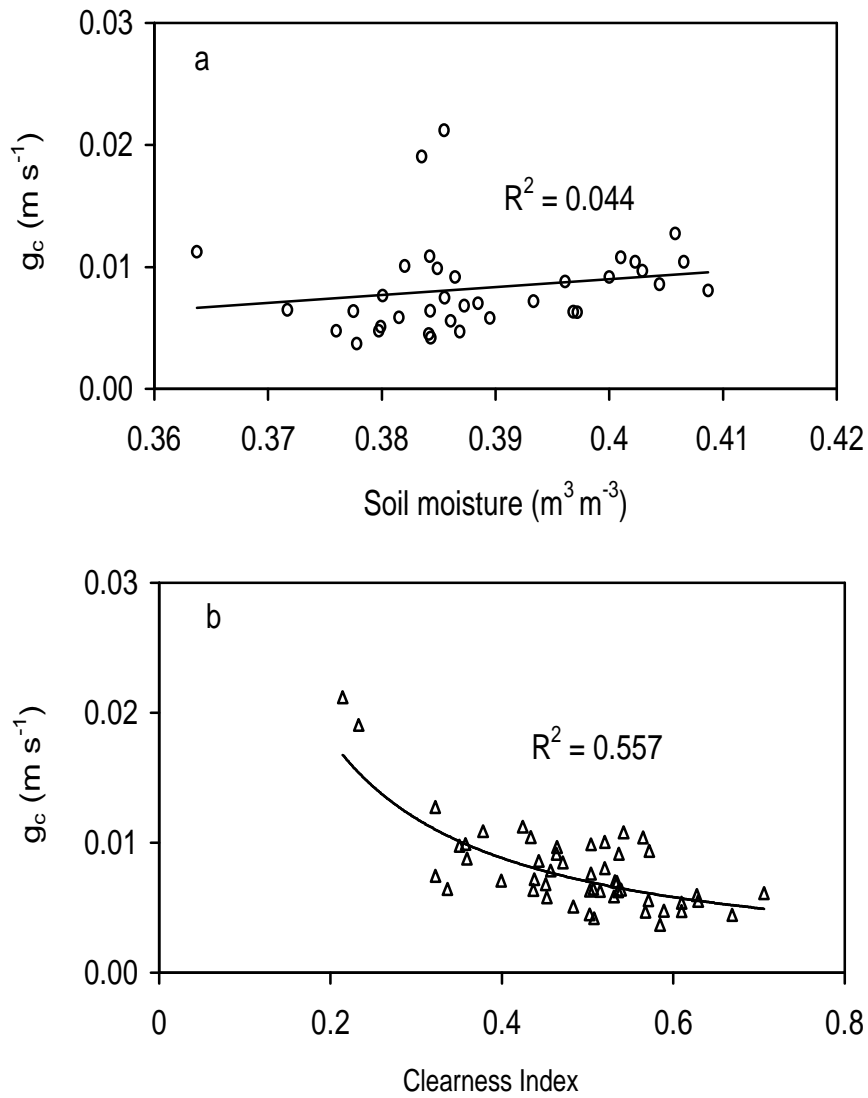 0.03
a
0.02
g_c (m s⁻¹)
R² = 0.044
0.01
0.00
0.36 0.37 0.38 0.39 0.4 0.41 0.42
Soil moisture (m³ m⁻³)
0.03
b
0.02
g_c (m s⁻¹)
R² = 0.557
0.01
0.00
0 0.2 0.4 0.6 0.8
Clearness Index